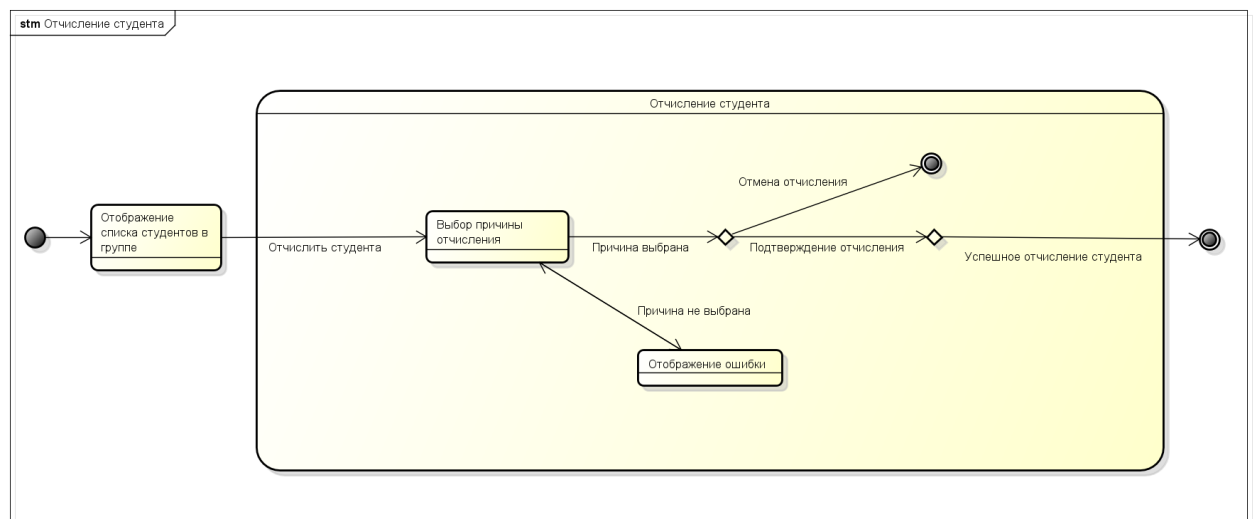 stm Отчисление студента
Отчисление студента
Отмена отчисления
Отображение
списка студентов в
группе
Отчислить студента
Выбор причины
отчисления
Причина выбрана
Подтверждение отчисления
Успешное отчисление студента
Причина не выбрана
Отображение ошибки